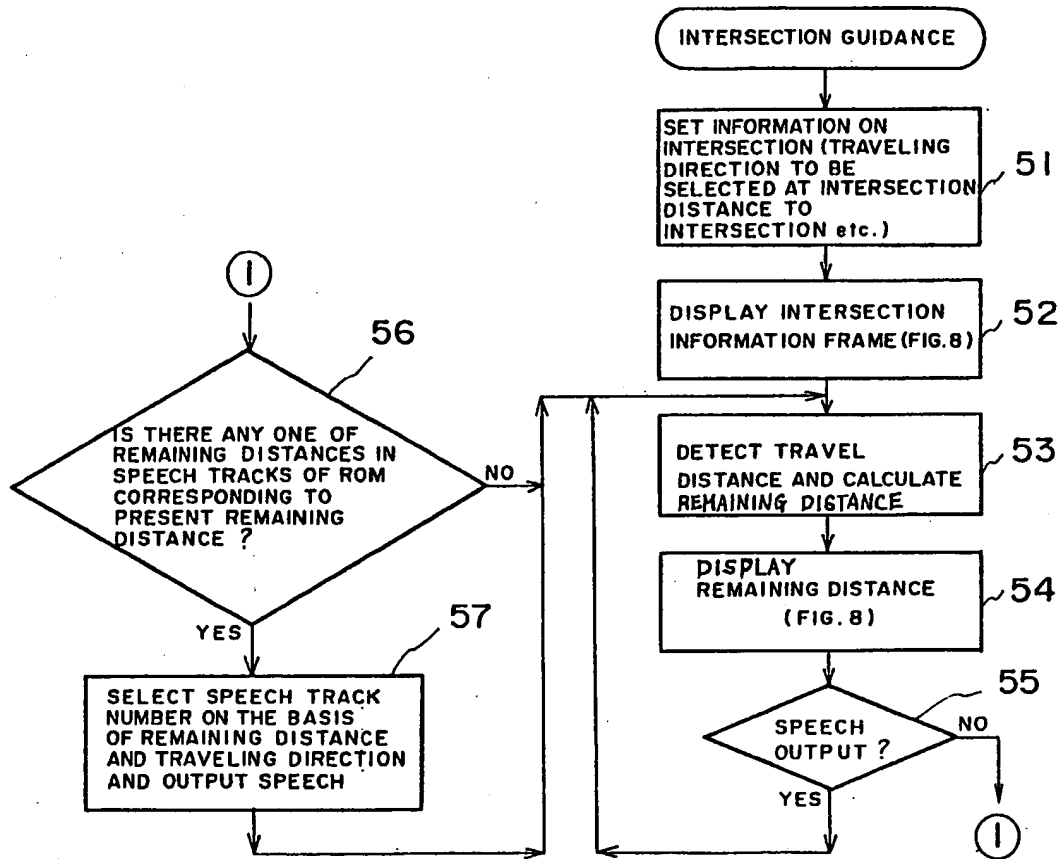 INTERSECTION GUIDANCE
SET INFORMATION ON
INTERSECTION (TRAVELING
DIRECTION TO BE
SELECTED AT INTERSECTION
DISTANCE TO
INTERSECTION etc.)
51
DISPLAY INTERSECTION
INFORMATION FRAME (FIG. 8)
52
DETECT TRAVEL
DISTANCE AND CALCULATE
REMAINING DISTANCE
53
DISPLAY
REMAINING DISTANCE
(FIG. 8)
54
SPEECH
OUTPUT ?
55
NO
YES
1
1
56
IS THERE ANY ONE OF
REMAINING DISTANCES IN
SPEECH TRACKS OF ROM
CORRESPONDING TO
PRESENT REMAINING
DISTANCE ?
NO
YES
57
SELECT SPEECH TRACK
NUMBER ON THE BASIS
OF REMAINING DISTANCE
AND TRAVELING DIRECTION
AND OUTPUT SPEECH